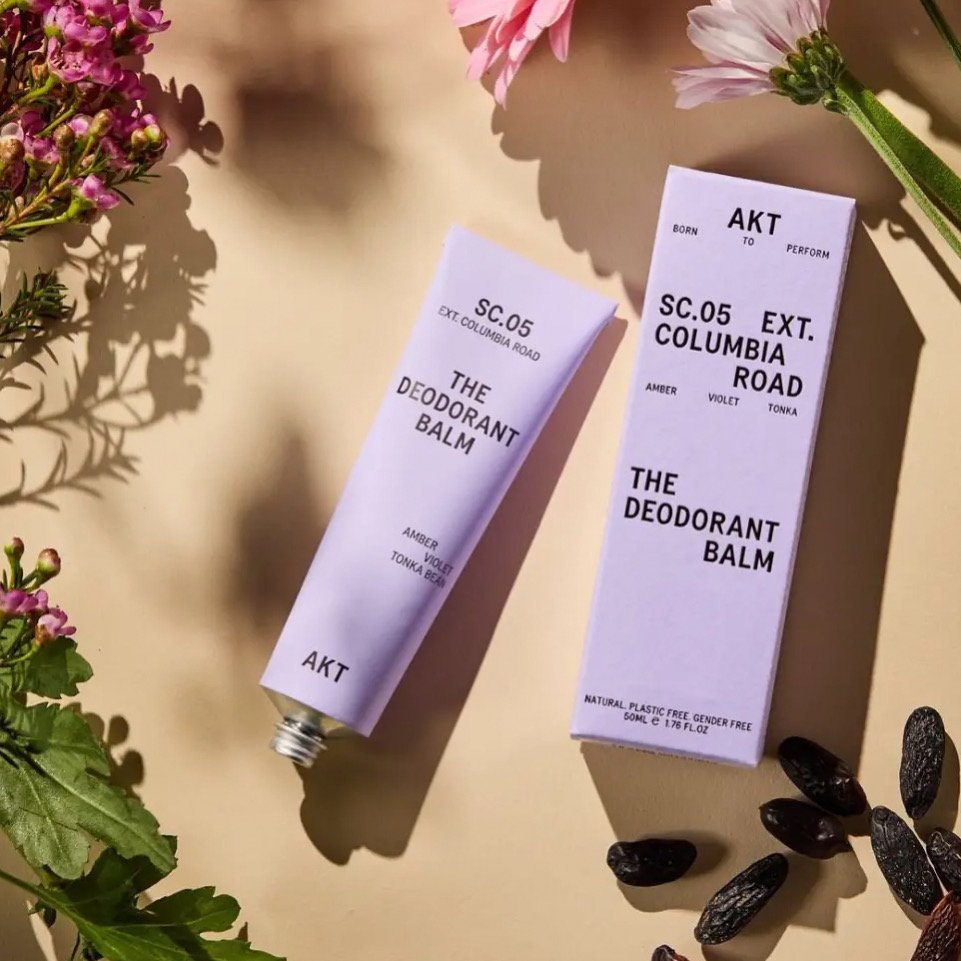 SC.05
EXT. COLUMBIA ROAD
THE
DEODORANT
BALM
AMBER
VIOLET
TONKA BEAN
AKT
AKT
BORN TO PERFORM
SC.05 EXT.
COLUMBIA
ROAD
AMBER VIOLET TONKA
THE
DEODORANT
BALM
NATURAL. PLASTIC FREE. GENDER FREE
50ML ℮ 1.76 FL.OZ